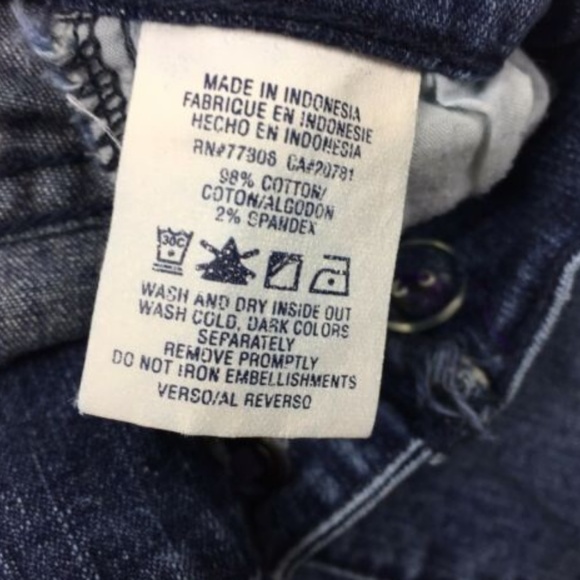 MADE IN INDONESIA
FABRIQUE EN INDONESIE
HECHO EN INDONESIA
RN#77306 CA#20781
98% COTTON/
COTON/ALGODON
2% SPANDEX
30C
WASH AND DRY INSIDE OUT
WASH COLD, DARK COLORS
SEPARATELY
REMOVE PROMPTLY
DO NOT IRON EMBELLISHMENTS
VERSO/AL REVERSO